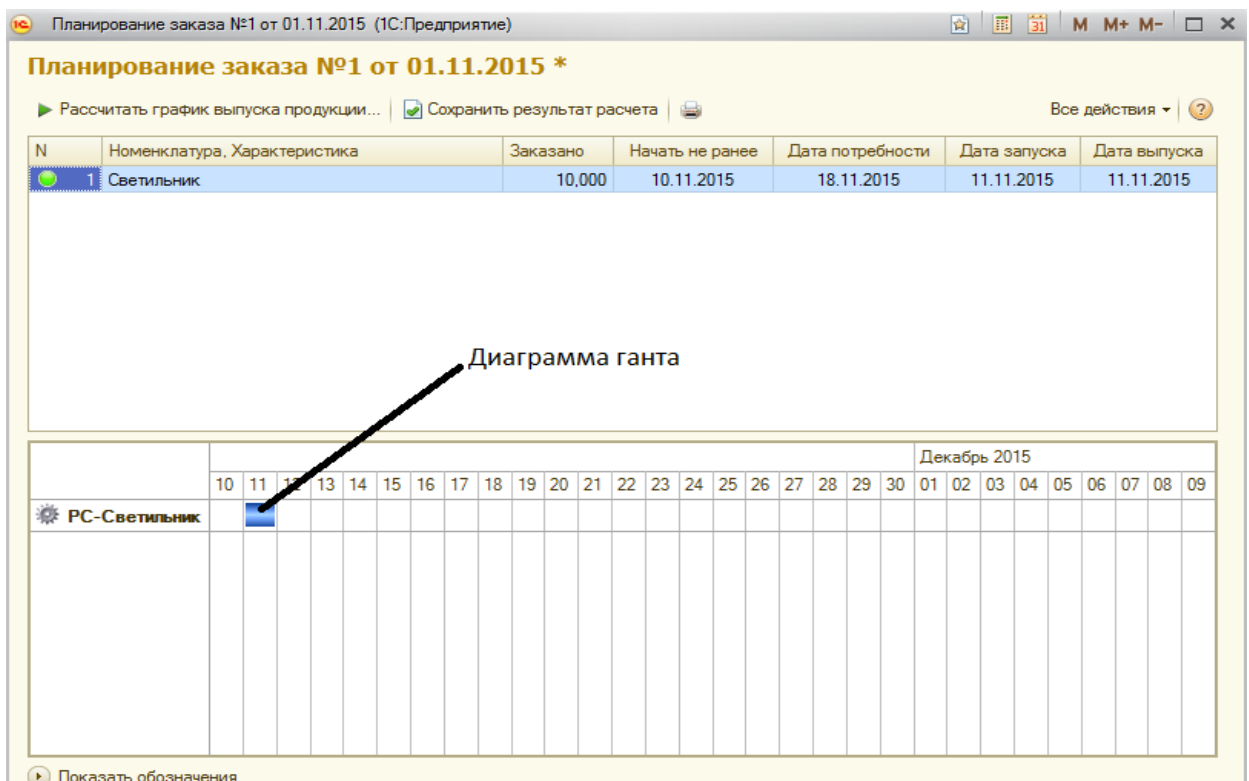 Планирование заказа №1 от 01.11.2015 (1С:Предприятие) 31 M M+ M-
Планирование заказа №1 от 01.11.2015 *
Рассчитать график выпуска продукции... Сохранить результат расчета Все действия ?
N Номенклатура, Характеристика Заказано Начать не ранее Дата потребности Дата запуска Дата выпуска
1 Светильник 10,000 10.11.2015 18.11.2015 11.11.2015 11.11.2015
Диаграмма ганта
Декабрь 2015
10 11 12 13 14 15 16 17 18 19 20 21 22 23 24 25 26 27 28 29 30 01 02 03 04 05 06 07 08 09
РС-Светильник
Показать обозначения